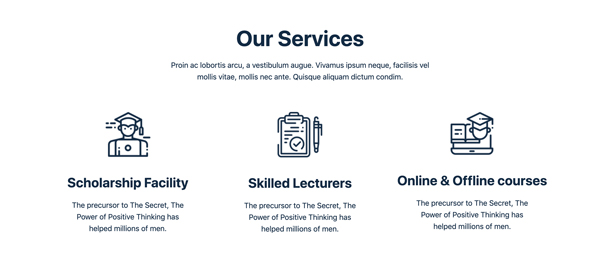 Our Services
Proin ac lobortis arcu, a vestibulum augue. Vivamus ipsum neque, facilisis vel
mollis vitae, mollis nec ante. Quisque aliquam dictum condim.
Scholarship Facility
The precursor to The Secret, The
Power of Positive Thinking has
helped millions of men.
Skilled Lecturers
The precursor to The Secret, The
Power of Positive Thinking has
helped millions of men.
Online & Offline courses
The precursor to The Secret, The
Power of Positive Thinking has
helped millions of men.